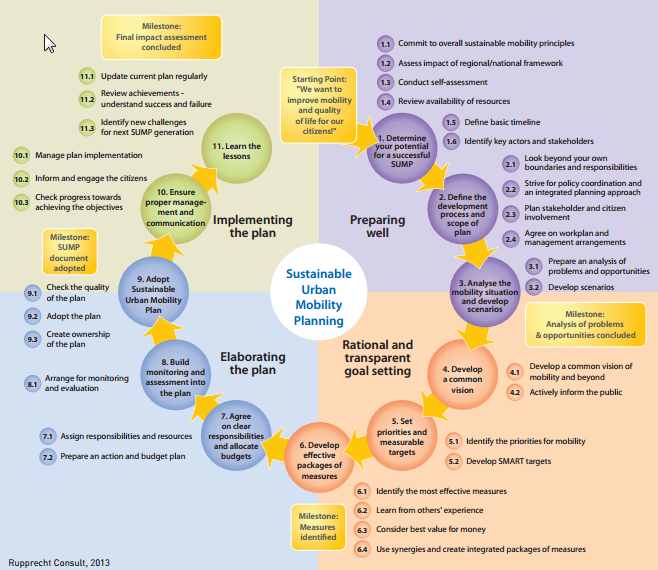 Milestone:
Final impact assessment
concluded
Starting Point:
"We want to
improve mobility
and quality
of life for our
citizens!"
1.1 Commit to overall sustainable mobility principles
1.2 Assess impact of regional/national framework
1.3 Conduct self-assessment
1.4 Review availability of resources
1.5 Define basic timeline
1.6 Identify key actors and stakeholders
1. Determine
your potential
for a successful
SUMP
2.1 Look beyond your own
boundaries and responsibilities
2.2 Strive for policy coordination and
an integrated planning approach
2.3 Plan stakeholder and citizen
involvement
2.4 Agree on workplan and
management arrangements
2. Define the
development
process and
scope of
plan
Preparing
well
3.1 Prepare an analysis of
problems and opportunities
3.2 Develop scenarios
3. Analyse the
mobility situation
and develop
scenarios
Milestone:
Analysis of problems
& opportunities concluded
Rational and
transparent
goal setting
4. Develop
a common
vision
4.1 Develop a common vision of
mobility and beyond
4.2 Actively inform the public
5. Set
priorities and
measurable
targets
5.1 Identify the priorities for mobility
5.2 Develop SMART targets
6. Develop
effective
packages of
measures
6.1 Identify the most effective measures
6.2 Learn from others' experience
6.3 Consider best value for money
6.4 Use synergies and create integrated packages of measures
Milestone:
Measures
identified
7. Agree
on clear
responsibilities
and allocate
budgets
7.1 Assign responsibilities and resources
7.2 Prepare an action and budget plan
Elaborating
the plan
8. Build
monitoring and
assessment into
the plan
8.1 Arrange for monitoring
and evaluation
9. Adopt
Sustainable
Urban Mobility
Plan
9.1 Check the quality
of the plan
9.2 Adopt the plan
9.3 Create ownership
of the plan
Milestone:
SUMP
document
adopted
Implementing
the plan
10. Ensure
proper manage-
ment and
communication
10.1 Manage plan implementation
10.2 Inform and engage the citizens
10.3 Check progress towards
achieving the objectives
11. Learn the
lessons
11.1 Update current plan regularly
11.2 Review achievements -
understand success and failure
11.3 Identify new challenges
for next SUMP generation
Sustainable
Urban
Mobility
Planning
Rupprecht Consult, 2013